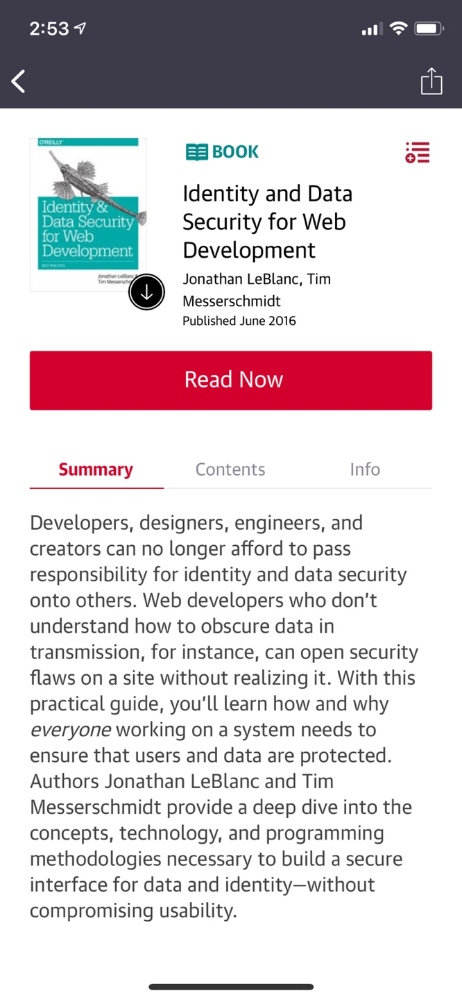 2:53
O'REILLY
Identity &
Data Security
for Web
Development
BEST PRACTICES
Jonathan LeBlanc &
Tim
BOOK
Identity and Data
Security for Web
Development
Jonathan LeBlanc, Tim
Messerschmidt
Published June 2016
Read Now
Summary
Contents
Info
Developers, designers, engineers, and
creators can no longer afford to pass
responsibility for identity and data security
onto others. Web developers who don’t
understand how to obscure data in
transmission, for instance, can open security
flaws on a site without realizing it. With this
practical guide, you’ll learn how and why
everyone working on a system needs to
ensure that users and data are protected.
Authors Jonathan LeBlanc and Tim
Messerschmidt provide a deep dive into the
concepts, technology, and programming
methodologies necessary to build a secure
interface for data and identity—without
compromising usability.